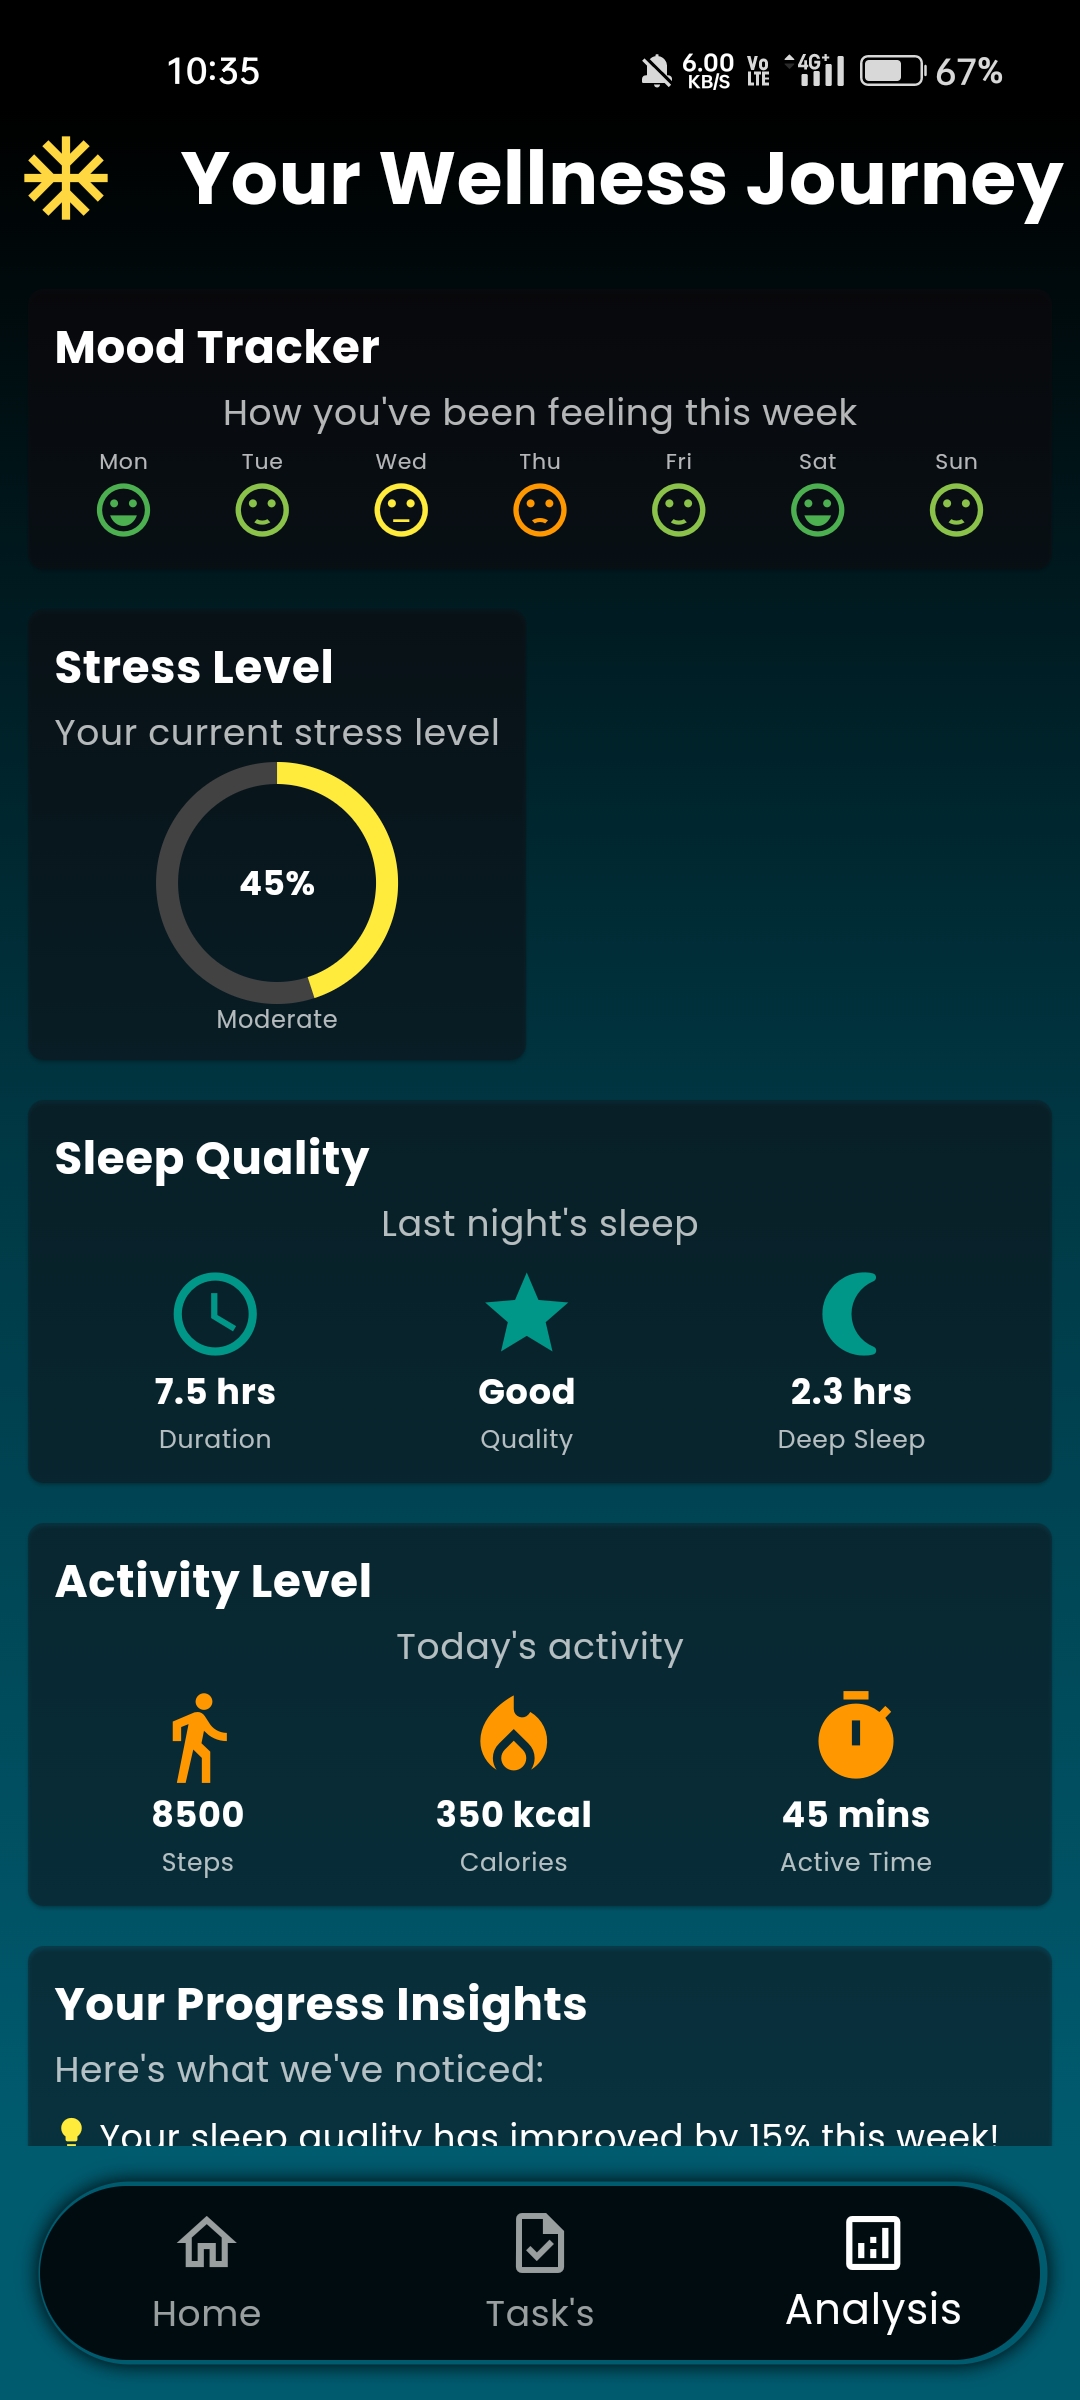 10:35
6.00
KB/S
Vo
LTE
4G+
67%
Your Wellness Journey
Mood Tracker
How you've been feeling this week
Mon Tue Wed Thu Fri Sat Sun
Stress Level
Your current stress level
45%
Moderate
Sleep Quality
Last night's sleep
7.5 hrs Good 2.3 hrs
Duration Quality Deep Sleep
Activity Level
Today's activity
8500 350 kcal 45 mins
Steps Calories Active Time
Your Progress Insights
Here's what we've noticed:
Your sleep quality has improved by 15% this week!
Home Task's Analysis